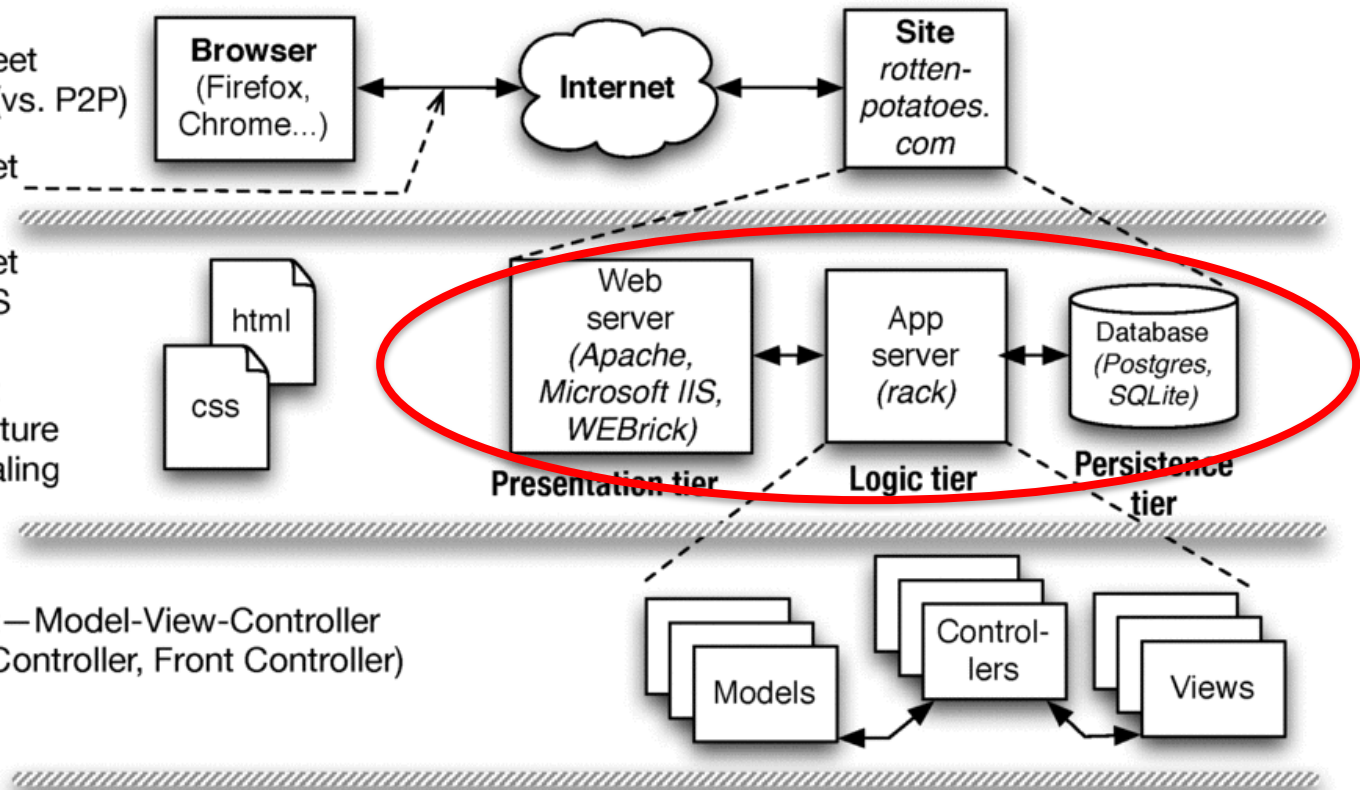 eet
(vs. P2P)
et
Browser
(Firefox,
Chrome...)
Internet
Site
rotten-
potatoes.
com
et
S
ture
aling
html
css
Web
server
(Apache,
Microsoft IIS,
WEBrick)
Presentation tier
App
server
(rack)
Logic tier
Database
(Postgres,
SQLite)
Persistence
tier
—Model-View-Controller
Controller, Front Controller)
Models
Control-
lers
Views